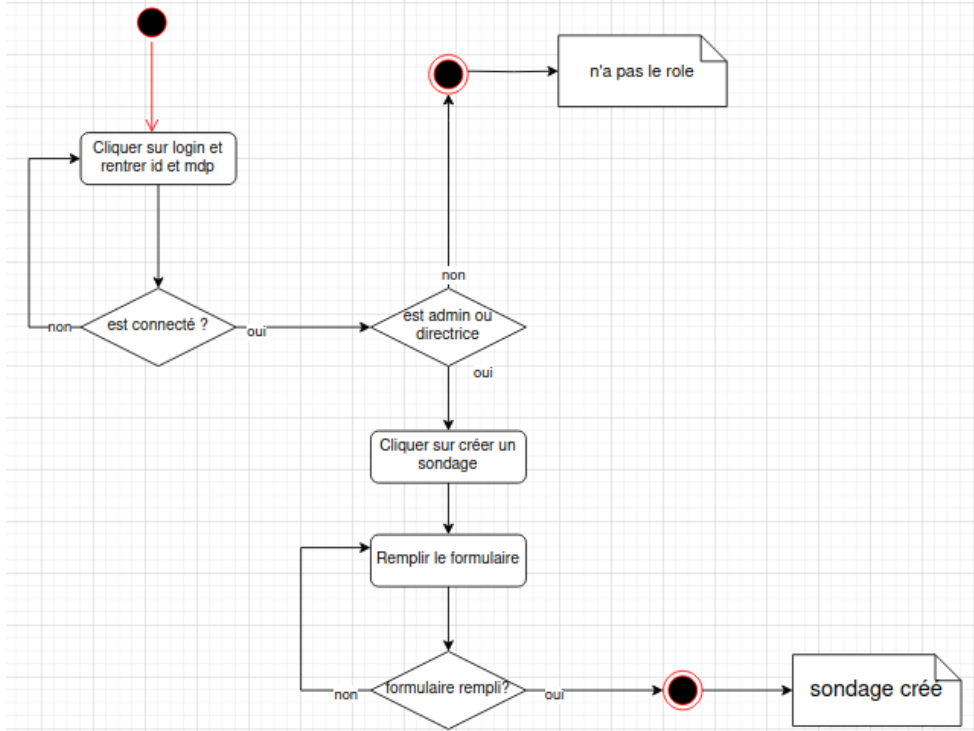 n'a pas le role
Cliquer sur login et
rentrer id et mdp
non
est connecté ?
oui
non
est admin ou
directrice
oui
Cliquer sur créer un
sondage
Remplir le formulaire
non
formulaire rempli?
oui
sondage créé